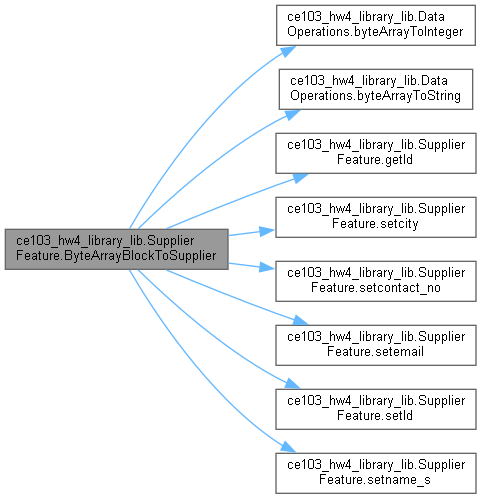 ce103_hw4_library_lib.Data
Operations.byteArrayToInteger
ce103_hw4_library_lib.Data
Operations.byteArrayToString
ce103_hw4_library_lib.Supplier
Feature.getId
ce103_hw4_library_lib.Supplier
Feature.setcity
ce103_hw4_library_lib.Supplier
Feature.ByteArrayBlockToSupplier
ce103_hw4_library_lib.Supplier
Feature.setcontact_no
ce103_hw4_library_lib.Supplier
Feature.setemail
ce103_hw4_library_lib.Supplier
Feature.setId
ce103_hw4_library_lib.Supplier
Feature.setname_s